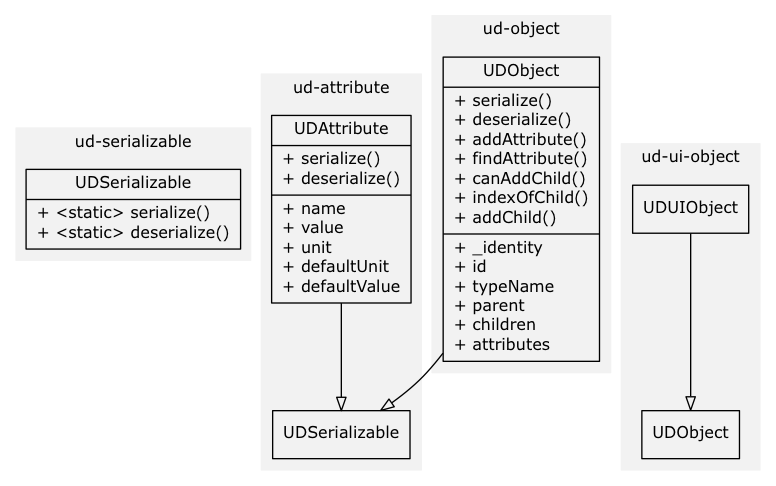 ud-serializable
UDSerializable
+ <static> serialize()
+ <static> deserialize()
ud-attribute
UDAttribute
+ serialize()
+ deserialize()
+ name
+ value
+ unit
+ defaultUnit
+ defaultValue
UDSerializable
ud-object
UDObject
+ serialize()
+ deserialize()
+ addAttribute()
+ findAttribute()
+ canAddChild()
+ indexOfChild()
+ addChild()
+ _identity
+ id
+ typeName
+ parent
+ children
+ attributes
ud-ui-object
UDUIObject
UDObject